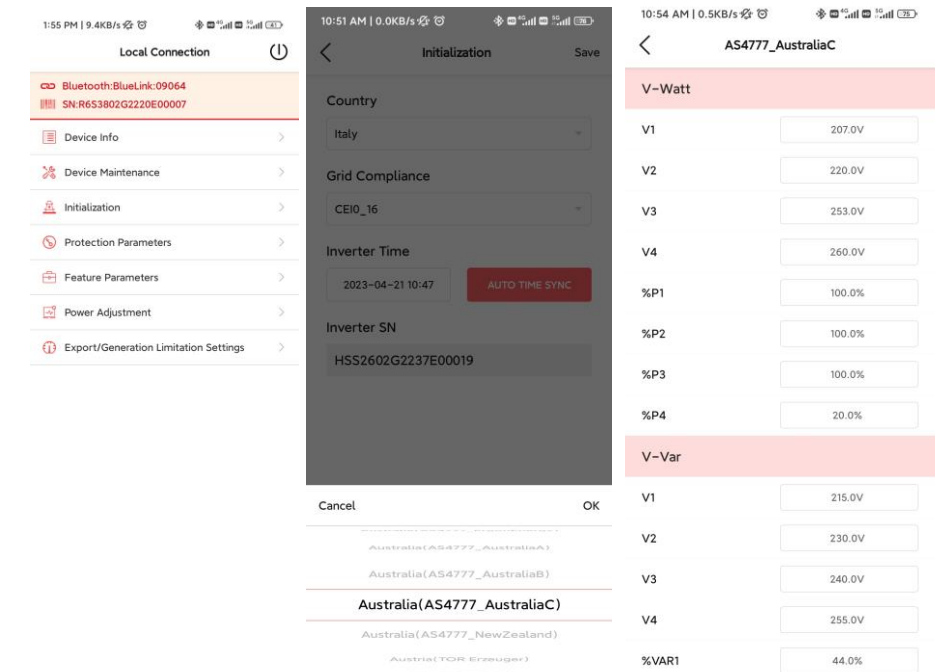 1:55 PM | 9.4KB/s
Local Connection
Bluetooth:BlueLink:09064
SN:R6S3802G2220E00007
Device Info
Device Maintenance
Initialization
Protection Parameters
Feature Parameters
Power Adjustment
Export/Generation Limitation Settings
10:51 AM | 0.0KB/s
Initialization
Save
Country
Italy
Grid Compliance
CEI0_16
Inverter Time
2023-04-21 10:47
AUTO TIME SYNC
Inverter SN
HSS2602G2237E00019
Cancel
OK
Australia(AS4777_AustraliaA)
Australia(AS4777_AustraliaB)
Australia(AS4777_AustraliaC)
Australia(AS4777_NewZealand)
Austria(TOR Erzeuger)
10:54 AM | 0.5KB/s
75
AS4777_AustraliaC
V-Watt
V1 207.0V
V2 220.0V
V3 253.0V
V4 260.0V
%P1 100.0%
%P2 100.0%
%P3 100.0%
%P4 20.0%
V-Var
V1 215.0V
V2 230.0V
V3 240.0V
V4 255.0V
%VAR1 44.0%